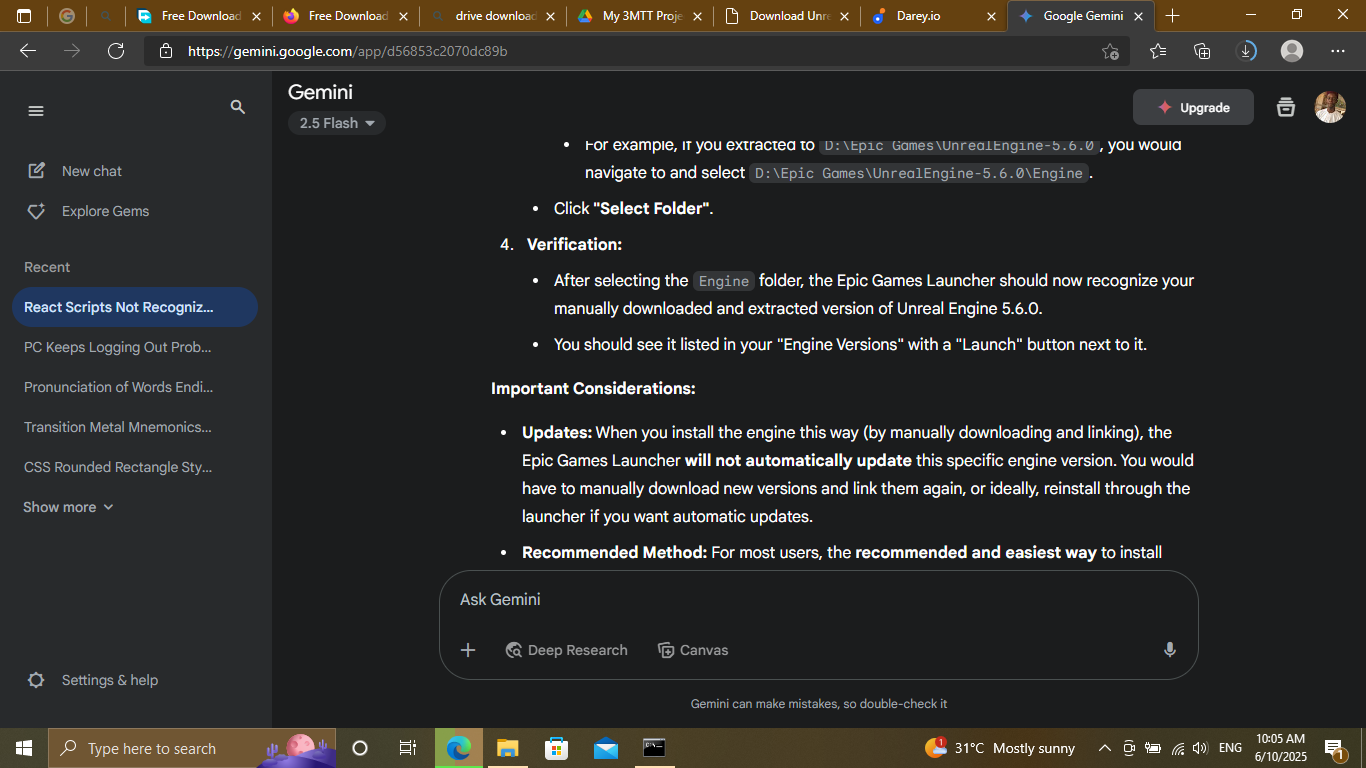 Free Download
Free Download
drive download
My 3MTT Proje
Download Unre
Darey.io
Google Gemini
https://gemini.google.com/app/d56853c2070dc89b
Gemini
2.5 Flash
Upgrade
New chat
Explore Gems
Recent
React Scripts Not Recogniz...
PC Keeps Logging Out Prob...
Pronunciation of Words Endi...
Transition Metal Mnemonics...
CSS Rounded Rectangle Sty...
Show more
Settings & help
• For example, if you extracted to D:\Epic Games\UnrealEngine-5.6.0, you would
navigate to and select D:\Epic Games\UnrealEngine-5.6.0\Engine.
• Click "Select Folder".
4. Verification:
• After selecting the Engine folder, the Epic Games Launcher should now recognize your
manually downloaded and extracted version of Unreal Engine 5.6.0.
• You should see it listed in your "Engine Versions" with a "Launch" button next to it.
Important Considerations:
• Updates: When you install the engine this way (by manually downloading and linking), the
Epic Games Launcher will not automatically update this specific engine version. You would
have to manually download new versions and link them again, or ideally, reinstall through the
launcher if you want automatic updates.
• Recommended Method: For most users, the recommended and easiest way to install
Ask Gemini
Deep Research
Canvas
Gemini can make mistakes, so double-check it
Type here to search
1
31°C Mostly sunny
ENG
10:05 AM
6/10/2025
1